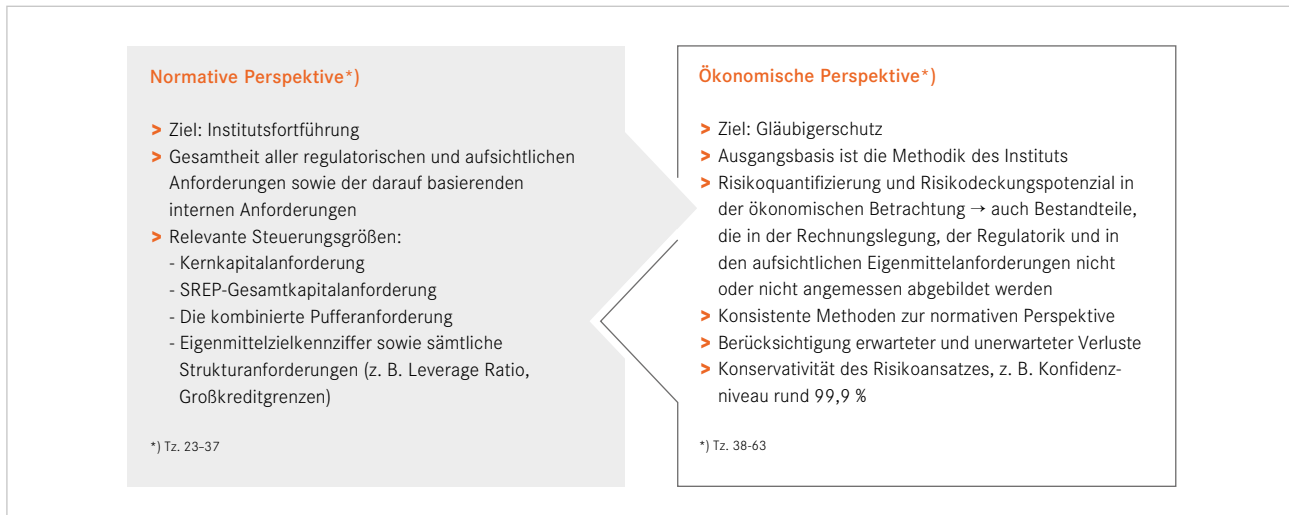 Normative Perspektive*)
> Ziel: Institutsfortführung
> Gesamtheit aller regulatorischen und aufsichtlichen
Anforderungen sowie der darauf basierenden
internen Anforderungen
> Relevante Steuerungsgrößen:
- Kernkapitalanforderung
- SREP-Gesamtkapitalanforderung
- Die kombinierte Pufferanforderung
- Eigenmittelzielkennziffer sowie sämtliche
Strukturanforderungen (z. B. Leverage Ratio,
Großkreditgrenzen)
*) Tz. 23–37
Ökonomische Perspektive*)
> Ziel: Gläubigerschutz
> Ausgangsbasis ist die Methodik des Instituts
> Risikoquantifizierung und Risikodeckungspotenzial in
der ökonomischen Betrachtung → auch Bestandteile,
die in der Rechnungslegung, der Regulatorik und in
den aufsichtlichen Eigenmittelanforderungen nicht
oder nicht angemessen abgebildet werden
> Konsistente Methoden zur normativen Perspektive
> Berücksichtigung erwarteter und unerwarteter Verluste
> Konservativität des Risikoansatzes, z. B. Konfidenz-
niveau rund 99,9 %
*) Tz. 38-63